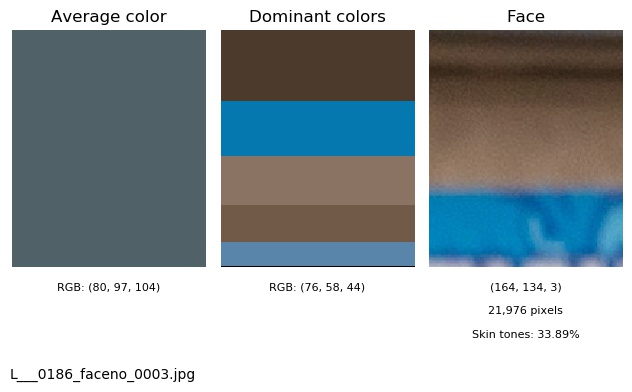 Average color
Dominant colors
Face
RGB: (80, 97, 104)
RGB: (76, 58, 44)
(164, 134, 3)
21,976 pixels
Skin tones: 33.89%
L___0186_faceno_0003.jpg